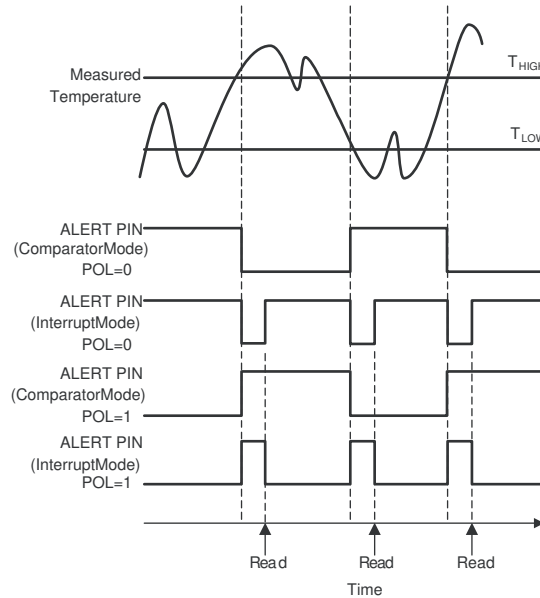 T_HIGH
Measured
Temperature
T_LOW
ALERT PIN
(ComparatorMode)
POL=0
ALERT PIN
(InterruptMode)
POL=0
ALERT PIN
(ComparatorMode)
POL=1
ALERT PIN
(InterruptMode)
POL=1
Read Read Read
Time